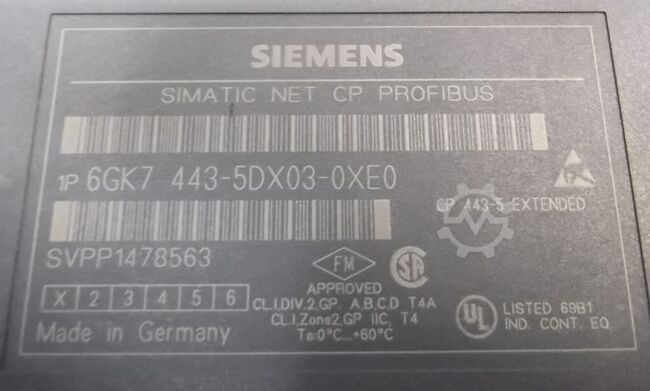 SIEMENS
SIMATIC NET CP PROFIBUS
1P 6GK7 443-5DX03-0XE0
CP 443-5 EXTENDED
SVPP1478563
FM
APPROVED
CL.I,DIV.2,GP. A,B,C,D T4A
CL.I,Zone2,GP IIC, T4
Ta:0°C...+60°C
SA
UL
LISTED 69B1
IND. CONT. EQ
X 2 3 4 5 6
Made in Germany